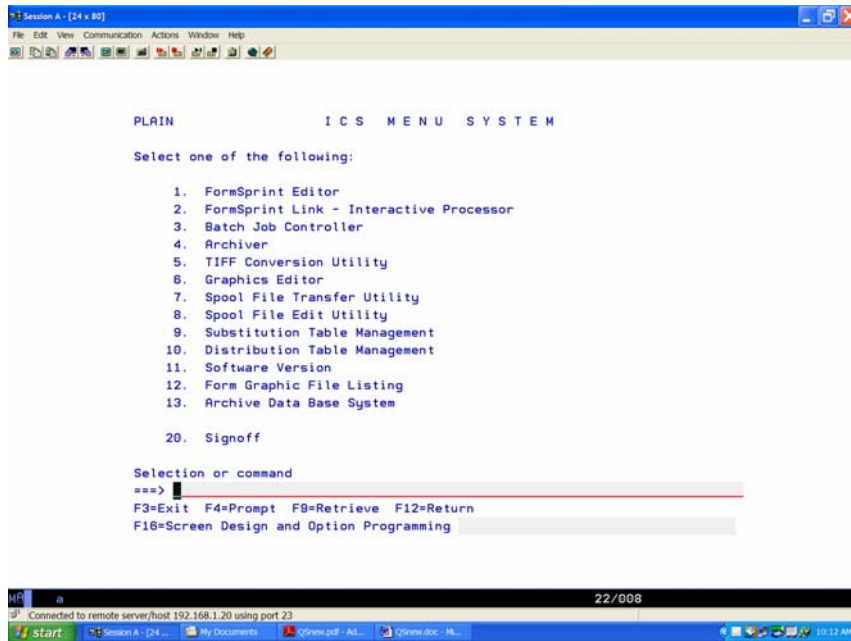 Session A - [24 x 80]
File Edit View Communication Actions Window Help
PLAIN I C S M E N U S Y S T E M
Select one of the following:
1. FormSprint Editor
2. FormSprint Link - Interactive Processor
3. Batch Job Controller
4. Archiver
5. TIFF Conversion Utility
6. Graphics Editor
7. Spool File Transfer Utility
8. Spool File Edit Utility
9. Substitution Table Management
10. Distribution Table Management
11. Software Version
12. Form Graphic File Listing
13. Archive Data Base System
20. Signoff
Selection or command
===>
F3=Exit F4=Prompt F9=Retrieve F12=Return
F16=Screen Design and Option Programming
MA a 22/008
Connected to remote server/host 192.168.1.20 using port 23
start Session A - [24 ... My Documents QSnew.pdf - Ad... QSnew.doc - Mi... 10:12 AM